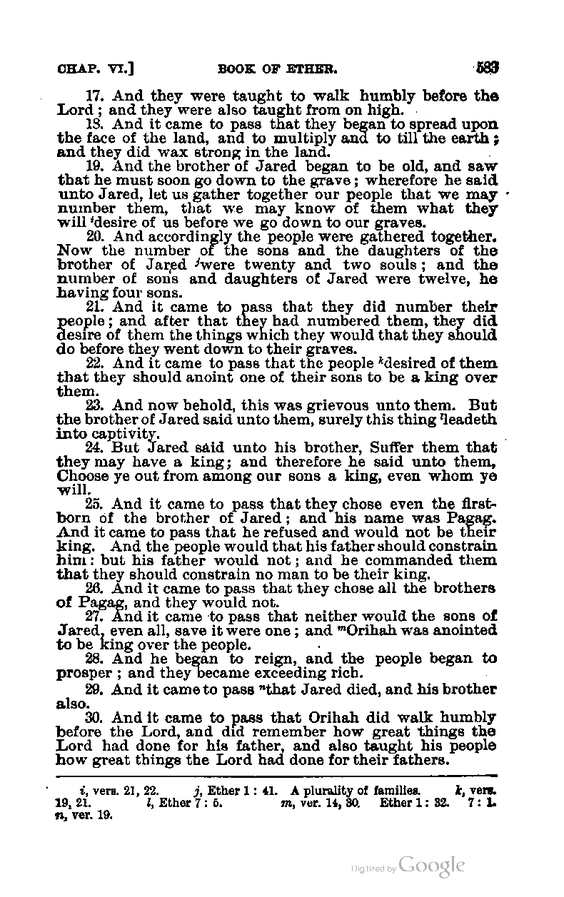 CHAP. VI.] BOOK OF ETHER. 533
17. And they were taught to walk humbly before the
Lord; and they were also taught from on high.
18. And it came to pass that they began to spread upon
the face of the land, and to multiply and to till the earth;
and they did wax strong in the land.
19. And the brother of Jared began to be old, and saw
that he must soon go down to the grave; wherefore he said
unto Jared, let us gather together our people that we may
number them, that we may know of them what they
will ⁱdesire of us before we go down to our graves.
20. And accordingly the people were gathered together.
Now the number of the sons and the daughters of the
brother of Jared ʲwere twenty and two souls; and the
number of sons and daughters of Jared were twelve, he
having four sons.
21. And it came to pass that they did number their
people; and after that they had numbered them, they did
desire of them the things which they would that they should
do before they went down to their graves.
22. And it came to pass that the people ᵏdesired of them
that they should anoint one of their sons to be a king over
them.
23. And now behold, this was grievous unto them. But
the brother of Jared said unto them, surely this thing ˡleadeth
into captivity.
24. But Jared said unto his brother, Suffer them that
they may have a king; and therefore he said unto them,
Choose ye out from among our sons a king, even whom ye
will.
25. And it came to pass that they chose even the first-
born of the brother of Jared; and his name was Pagag.
And it came to pass that he refused and would not be their
king. And the people would that his father should constrain
him: but his father would not; and he commanded them
that they should constrain no man to be their king.
26. And it came to pass that they chose all the brothers
of Pagag, and they would not.
27. And it came to pass that neither would the sons of
Jared, even all, save it were one; and ᵐOrihah was anointed
to be king over the people.
28. And he began to reign, and the people began to
prosper; and they became exceeding rich.
29. And it came to pass ⁿthat Jared died, and his brother
also.
30. And it came to pass that Orihah did walk humbly
before the Lord, and did remember how great things the
Lord had done for his father, and also taught his people
how great things the Lord had done for their fathers.
i, vers. 21, 22. j, Ether 1: 41. A plurality of families. k, vers.
19, 21. l, Ether 7: 5. m, ver. 14, 30. Ether 1: 32. 7: 1.
n, ver. 19.
Digitized by Google